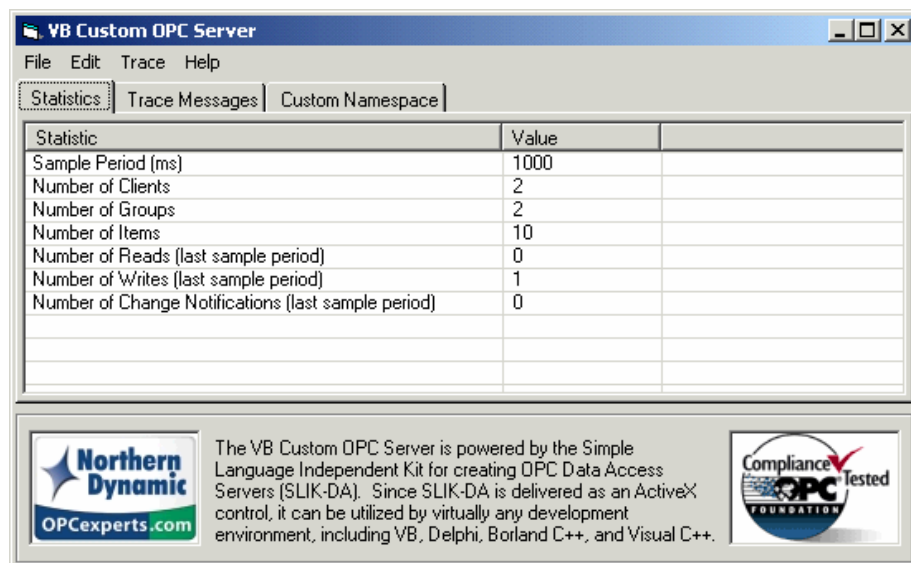 VB Custom OPC Server
File Edit Trace Help
Statistics Trace Messages Custom Namespace
Statistic Value
Sample Period (ms) 1000
Number of Clients 2
Number of Groups 2
Number of Items 10
Number of Reads (last sample period) 0
Number of Writes (last sample period) 1
Number of Change Notifications (last sample period) 0
Northern
Dynamic
OPCexperts.com
The VB Custom OPC Server is powered by the Simple
Language Independent Kit for creating OPC Data Access
Servers (SLIK-DA). Since SLIK-DA is delivered as an ActiveX
control, it can be utilized by virtually any development
environment, including VB, Delphi, Borland C++, and Visual C++.
Compliance
Tested
OPC
FOUNDATION